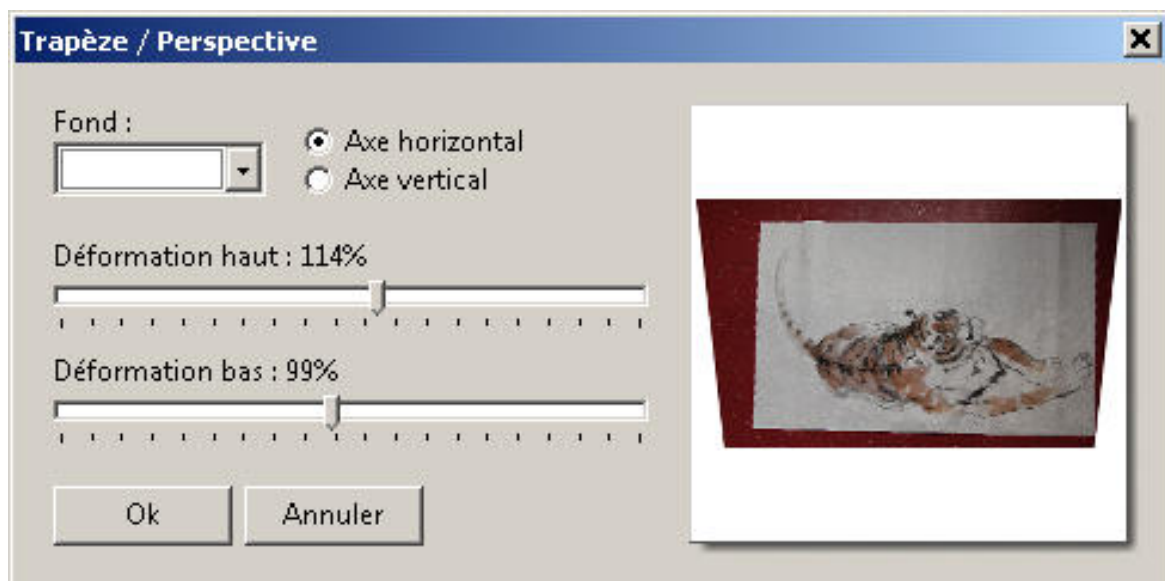 Trapèze / Perspective
Fond :
Axe horizontal
Axe vertical
Déformation haut : 114%
Déformation bas : 99%
Ok
Annuler